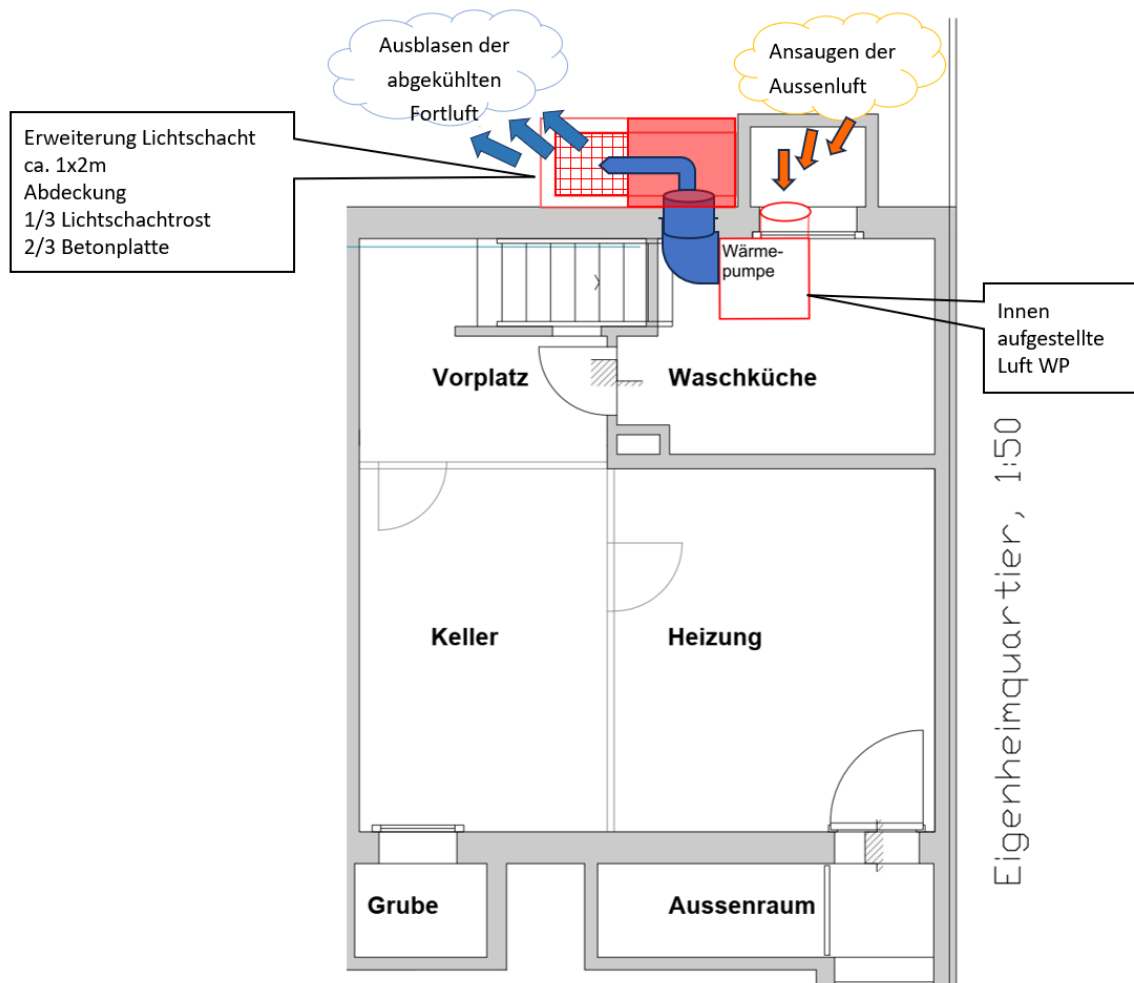 Ausblasen der
abgekühlten
Fortluft
Ansaugen der
Aussenluft
Erweiterung Lichtschacht
ca. 1x2m
Abdeckung
1/3 Lichtschachtrost
2/3 Betonplatte
Wärme-
pumpe
Innen
aufgestellte
Luft WP
Vorplatz
Waschküche
Eigenheimquartier, 1:50
Keller
Heizung
Grube
Aussenraum